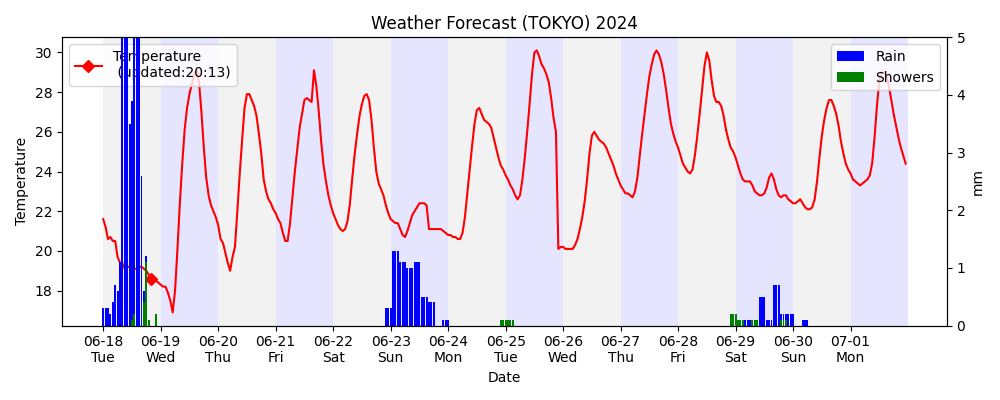 Weather Forecast (TOKYO) 2024
Temperature
(updated:20:13)
Rain
Showers
30
28
26
24
22
20
18
Temperature
5
4
3
2
1
0
mm
06-18 06-19 06-20 06-21 06-22 06-23 06-24 06-25 06-26 06-27 06-28 06-29 06-30 07-01
Tue Wed Thu Fri Sat Sun Mon Tue Wed Thu Fri Sat Sun Mon
Date